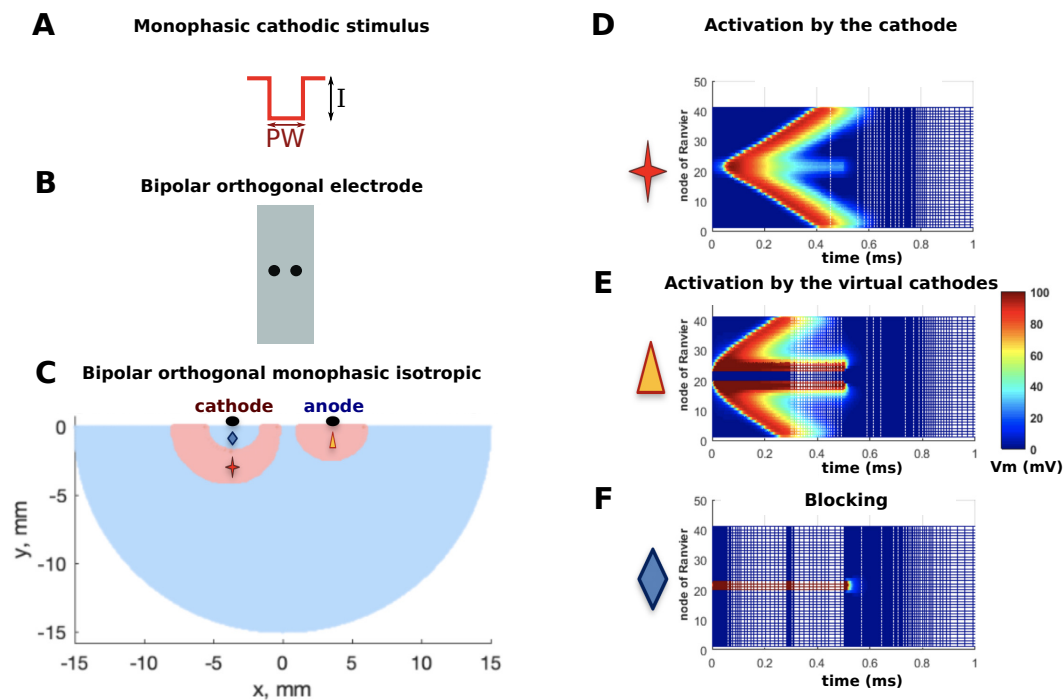 A
Monophasic cathodic stimulus
I
PW
B
Bipolar orthogonal electrode
C
Bipolar orthogonal monophasic isotropic
cathode
anode
0
-5
-10
-15
y, mm
-15
-10
-5
0
5
10
15
x, mm
D
Activation by the cathode
50
40
30
20
10
0
node of Ranvier
0
0.2
0.4
0.6
0.8
1
time (ms)
E
Activation by the virtual cathodes
50
40
30
20
10
0
node of Ranvier
0
0.2
0.4
0.6
0.8
1
time (ms)
100
80
60
40
20
0
Vm (mV)
F
Blocking
50
40
30
20
10
0
node of Ranvier
0
0.2
0.4
0.6
0.8
1
time (ms)